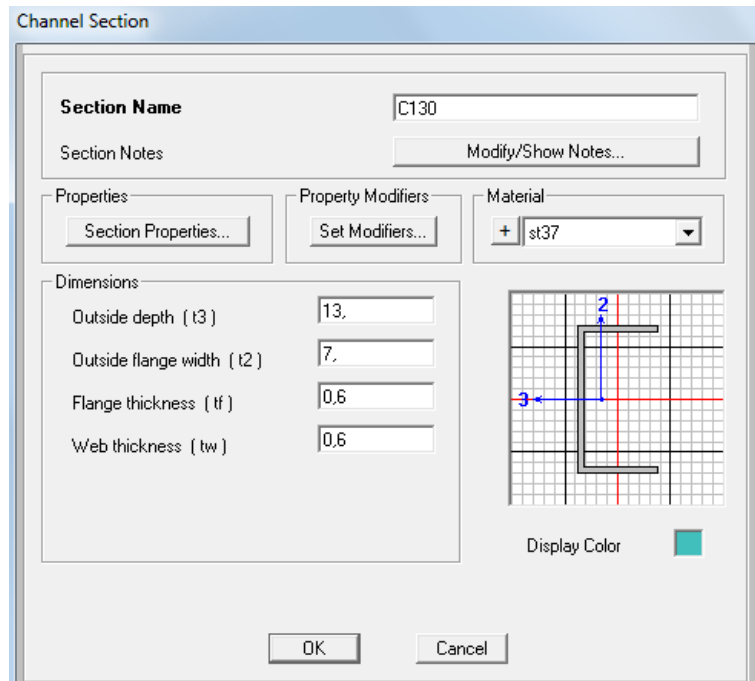 Channel Section
Section Name C130
Section Notes Modify/Show Notes...
Properties Property Modifiers Material
Section Properties... Set Modifiers... + st37
Dimensions
Outside depth ( t3 ) 13,
Outside flange width ( t2 ) 7,
Flange thickness ( tf ) 0,6
Web thickness ( tw ) 0,6
2
3
Display Color
OK Cancel